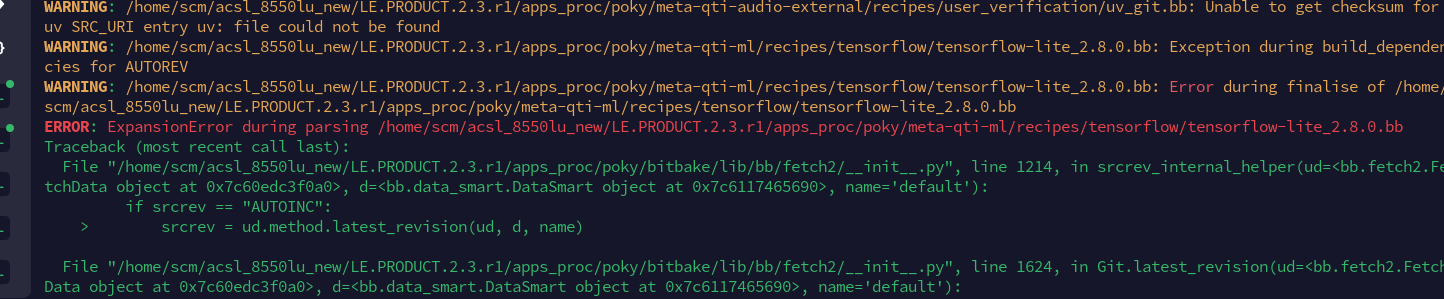 WARNING: /home/scm/acsl_8550lu_new/LE.PRODUCT.2.3.r1/apps_proc/poky/meta-qti-audio-external/recipes/user_verification/uv_git.bb: Unable to get checksum for
uv SRC_URI entry uv: file could not be found
WARNING: /home/scm/acsl_8550lu_new/LE.PRODUCT.2.3.r1/apps_proc/poky/meta-qti-ml/recipes/tensorflow/tensorflow-lite_2.8.0.bb: Exception during build_dependen
cies for AUTOREV
WARNING: /home/scm/acsl_8550lu_new/LE.PRODUCT.2.3.r1/apps_proc/poky/meta-qti-ml/recipes/tensorflow/tensorflow-lite_2.8.0.bb: Error during finalise of /home/
scm/acsl_8550lu_new/LE.PRODUCT.2.3.r1/apps_proc/poky/meta-qti-ml/recipes/tensorflow/tensorflow-lite_2.8.0.bb
ERROR: ExpansionError during parsing /home/scm/acsl_8550lu_new/LE.PRODUCT.2.3.r1/apps_proc/poky/meta-qti-ml/recipes/tensorflow/tensorflow-lite_2.8.0.bb
Traceback (most recent call last):
  File "/home/scm/acsl_8550lu_new/LE.PRODUCT.2.3.r1/apps_proc/poky/bitbake/lib/bb/fetch2/__init__.py", line 1214, in srcrev_internal_helper(ud=<bb.fetch2.Fe
tchData object at 0x7c60edc3f0a0>, d=<bb.data_smart.DataSmart object at 0x7c6117465690>, name='default'):
         if srcrev == "AUTOINC":
    >        srcrev = ud.method.latest_revision(ud, d, name)
  File "/home/scm/acsl_8550lu_new/LE.PRODUCT.2.3.r1/apps_proc/poky/bitbake/lib/bb/fetch2/__init__.py", line 1624, in Git.latest_revision(ud=<bb.fetch2.Fetch
Data object at 0x7c60edc3f0a0>, d=<bb.data_smart.DataSmart object at 0x7c6117465690>, name='default'):